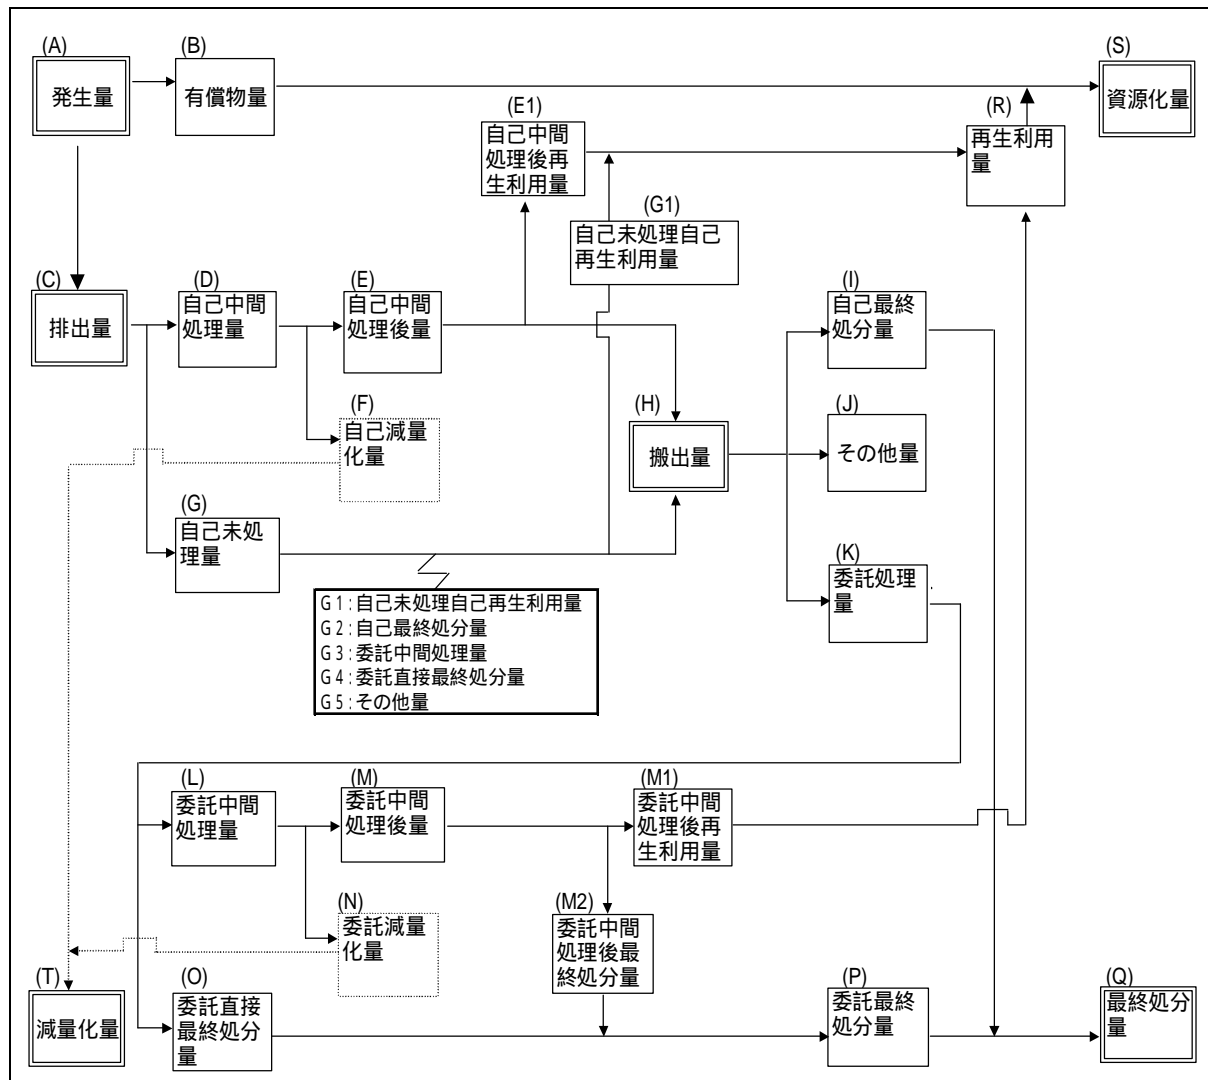 (A)
発生量
(B)
有償物量
(S)
資源化量
(E1)
自己中間
処理後再
生利用量
(R)
再生利用
量
(G1)
自己未処理自己
再生利用量
(C)
排出量
(D)
自己中間
処理量
(E)
自己中間
処理後量
(I)
自己最終
処分量
(F)
自己減量
化量
(H)
搬出量
(J)
その他量
(G)
自己未処
理量
(K)
委託処理
量
G1:自己未処理自己再生利用量
G2:自己最終処分量
G3:委託中間処理量
G4:委託直接最終処分量
G5:その他量
(L)
委託中間
処理量
(M)
委託中間
処理後量
(M1)
委託中間
処理後再
生利用量
(N)
委託減量
化量
(M2)
委託中間
処理後最
終処分量
(T)
減量化量
(O)
委託直接
最終処分
量
(P)
委託最終
処分量
(Q)
最終処分
量